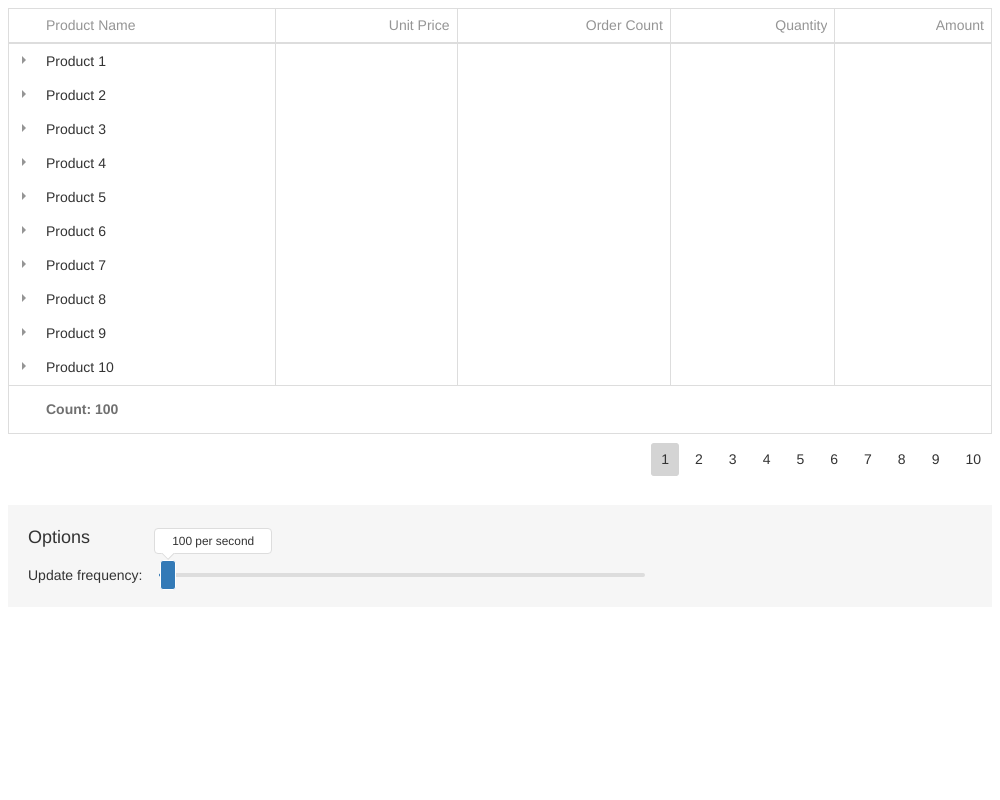 Product Name Unit Price Order Count Quantity Amount
Product 1
Product 2
Product 3
Product 4
Product 5
Product 6
Product 7
Product 8
Product 9
Product 10
Count: 100
1 2 3 4 5 6 7 8 9 10
Options
100 per second
Update frequency: